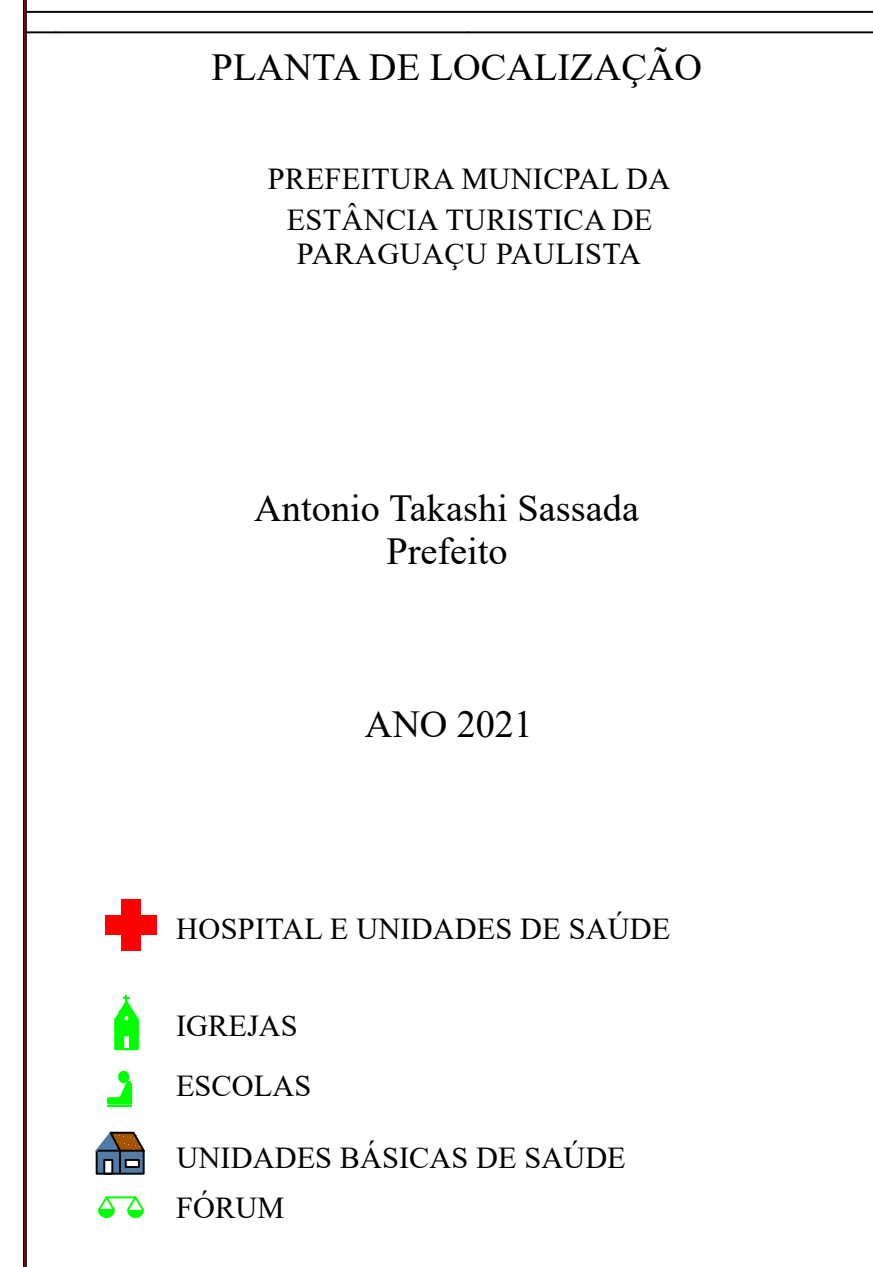 PLANTA DE LOCALIZAÇÃO
PREFEITURA MUNICPAL DA
ESTÂNCIA TURISTICA DE
PARAGUAÇU PAULISTA
Antonio Takashi Sassada
Prefeito
ANO 2021
HOSPITAL E UNIDADES DE SAÚDE
IGREJAS
ESCOLAS
UNIDADES BÁSICAS DE SAÚDE
FÓRUM